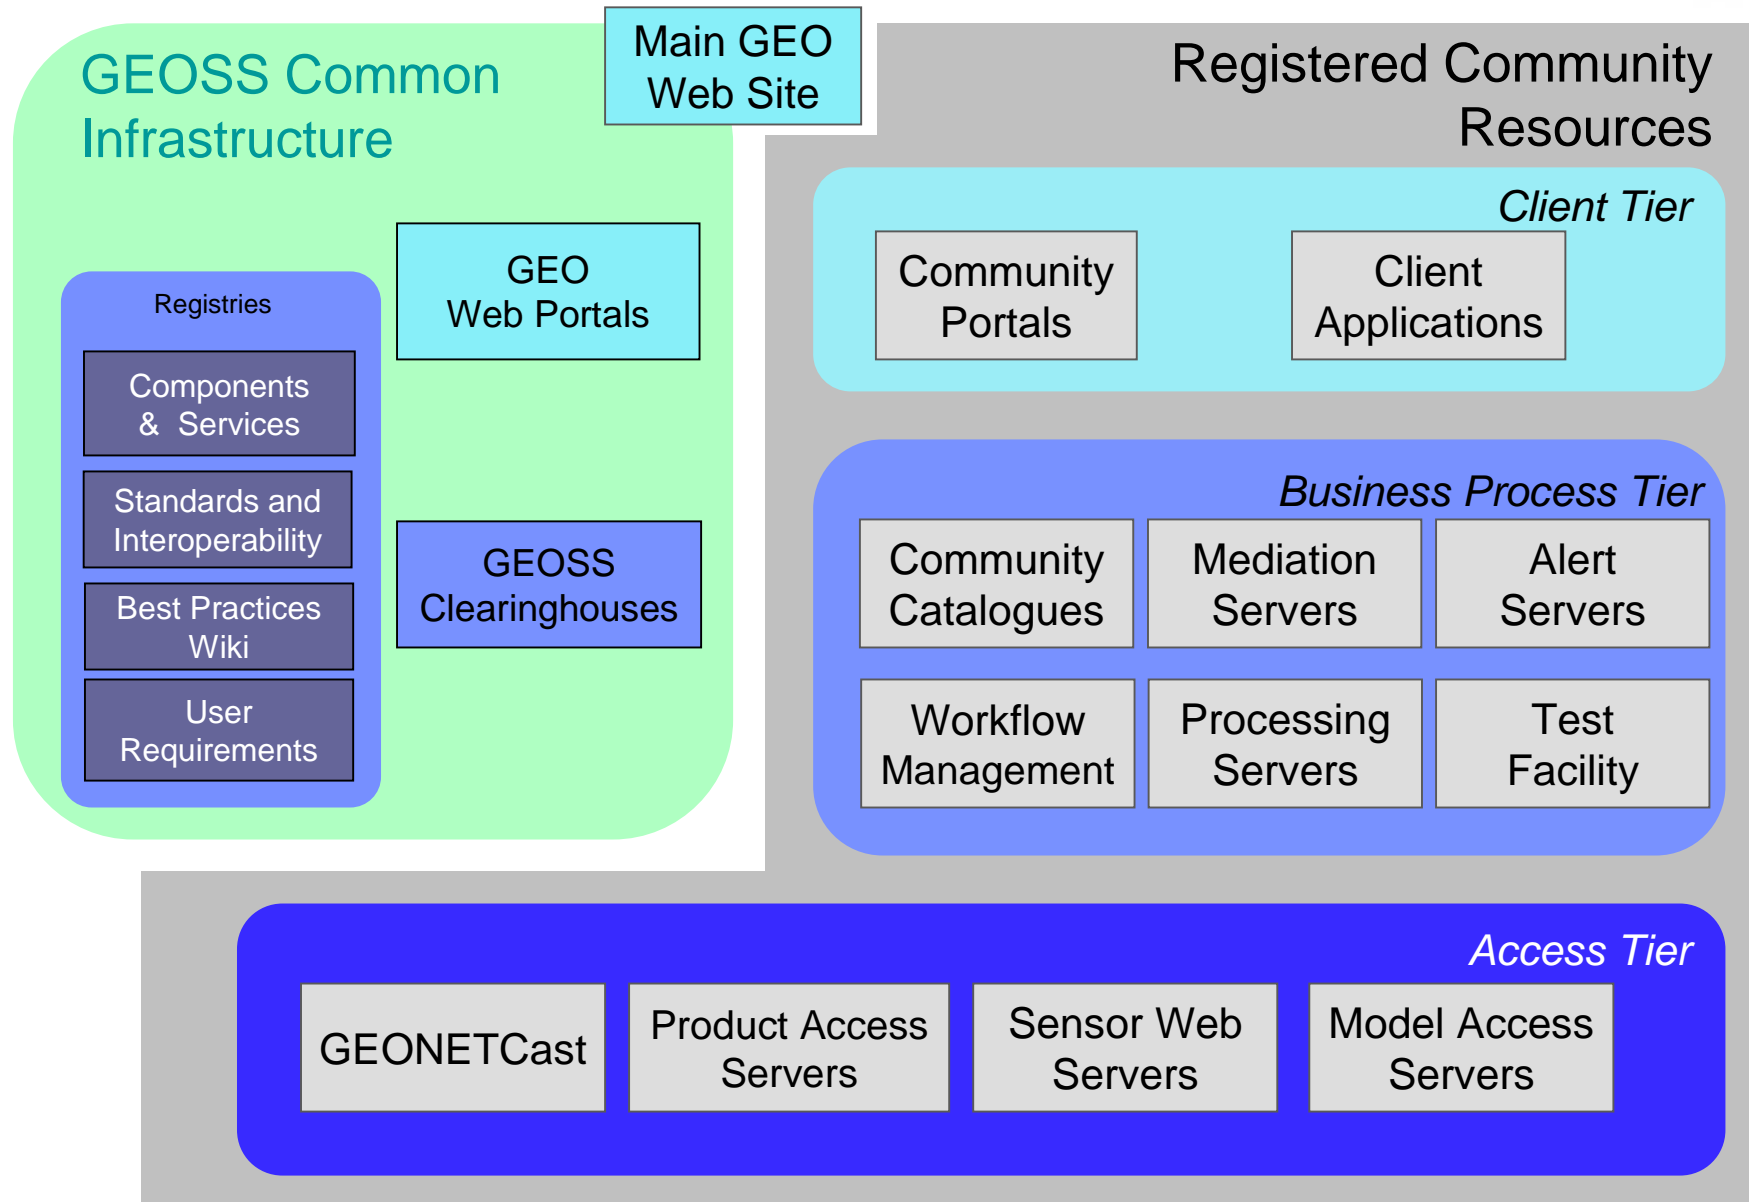 Main GEO
Web Site
GEOSS Common
Infrastructure
GEO
Web Portals
Registries
Components
& Services
Standards and
Interoperability
Best Practices
Wiki
User
Requirements
GEOSS
Clearinghouses
Registered Community
Resources
Client Tier
Community
Portals
Client
Applications
Business Process Tier
Community
Catalogues
Mediation
Servers
Alert
Servers
Workflow
Management
Processing
Servers
Test
Facility
Access Tier
GEONETCast
Product Access
Servers
Sensor Web
Servers
Model Access
Servers